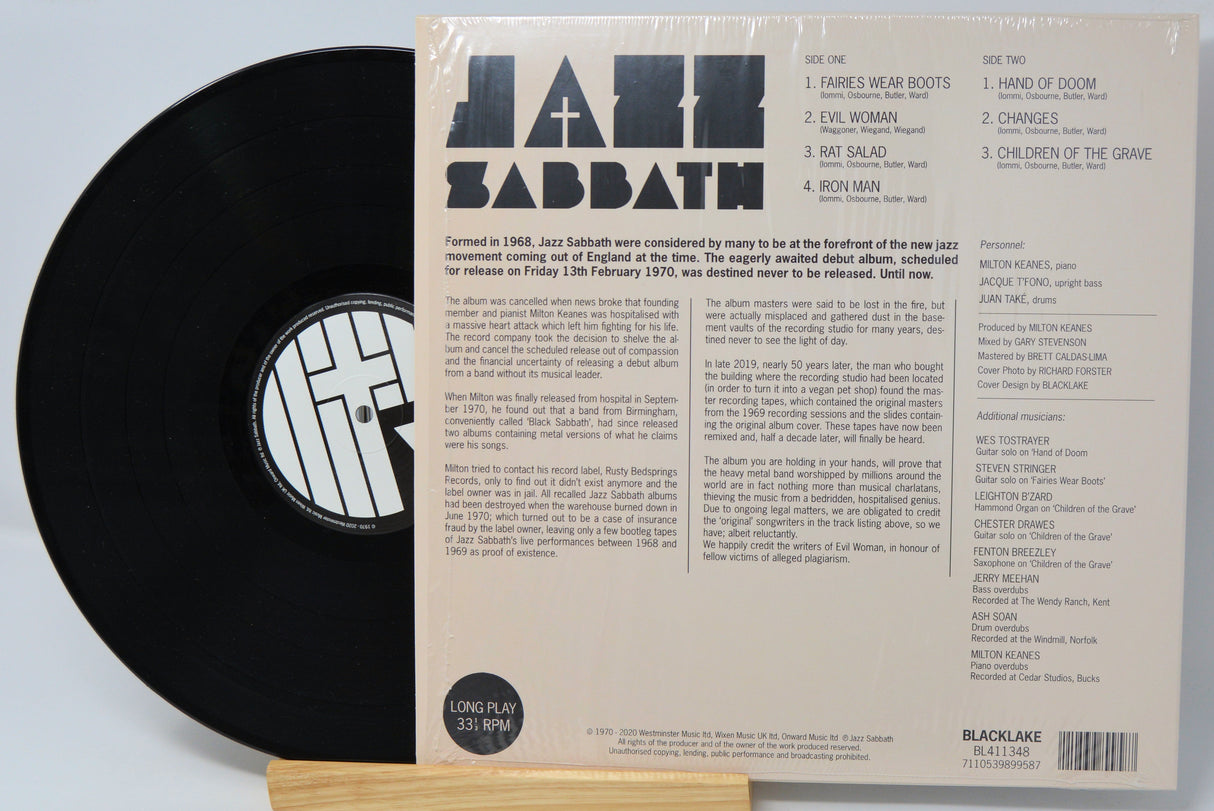 JAZZ
SABBATH
SIDE ONE
1. FAIRIES WEAR BOOTS
(Iommi, Osbourne, Butler, Ward)
2. EVIL WOMAN
(Waggoner, Wiegand, Wiegand)
3. RAT SALAD
(Iommi, Osbourne, Butler, Ward)
4. IRON MAN
(Iommi, Osbourne, Butler, Ward)
SIDE TWO
1. HAND OF DOOM
(Iommi, Osbourne, Butler, Ward)
2. CHANGES
(Iommi, Osbourne, Butler, Ward)
3. CHILDREN OF THE GRAVE
(Iommi, Osbourne, Butler, Ward)
Formed in 1968, Jazz Sabbath were considered by many to be at the forefront of the new jazz
movement coming out of England at the time. The eagerly awaited debut album, scheduled
for release on Friday 13th February 1970, was destined never to be released. Until now.
The album was cancelled when news broke that founding
member and pianist Milton Keanes was hospitalised with
a massive heart attack which left him fighting for his life.
The record company took the decision to shelve the al-
bum and cancel the scheduled release out of compassion
and the financial uncertainty of releasing a debut album
from a band without its musical leader.
When Milton was finally released from hospital in Septem-
ber 1970, he found out that a band from Birmingham,
conveniently called 'Black Sabbath', had since released
two albums containing metal versions of what he claims
were his songs.
Milton tried to contact his record label, Rusty Bedsprings
Records, only to find out it didn't exist anymore and the
label owner was in jail. All recalled Jazz Sabbath albums
had been destroyed when the warehouse burned down in
June 1970; which turned out to be a case of insurance
fraud by the label owner, leaving only a few bootleg tapes
of Jazz Sabbath's live performances between 1968 and
1969 as proof of existence.
The album masters were said to be lost in the fire, but
were actually misplaced and gathered dust in the base-
ment vaults of the recording studio for many years, des-
tined never to see the light of day.
In late 2019, nearly 50 years later, the man who bought
the building where the recording studio had been located
(in order to turn it into a vegan pet shop) found the mas-
ter recording tapes, which contained the original masters
from the 1969 recording sessions and the slides contain-
ing the original album cover. These tapes have now been
remixed and, half a decade later, will finally be heard.
The album you are holding in your hands, will prove that
the heavy metal band worshipped by millions around the
world are in fact nothing more than musical charlatans,
thieving the music from a bedridden, hospitalised genius.
Due to ongoing legal matters, we are obligated to credit
the 'original' songwriters in the track listing above, so we
have; albeit reluctantly.
We happily credit the writers of Evil Woman, in honour of
fellow victims of alleged plagiarism.
Personnel:
MILTON KEANES, piano
JACQUE T'FONO, upright bass
JUAN TAKÉ, drums
Produced by MILTON KEANES
Mixed by GARY STEVENSON
Mastered by BRETT CALDAS-LIMA
Cover Photo by RICHARD FORSTER
Cover Design by BLACKLAKE
Additional musicians:
WES TOSTRAYER
Guitar solo on 'Hand of Doom
STEVEN STRINGER
Guitar solo on 'Fairies Wear Boots'
LEIGHTON B'ZARD
Hammond Organ on 'Children of the Grave'
CHESTER DRAWES
Guitar solo on 'Children of the Grave'
FENTON BREEZLEY
Saxophone on 'Children of the Grave'
JERRY MEEHAN
Bass overdubs
Recorded at The Wendy Ranch, Kent
ASH SOAN
Drum overdubs
Recorded at the Windmill, Norfolk
MILTON KEANES
Piano overdubs
Recorded at Cedar Studios, Bucks
LONG PLAY
33⅓ RPM
© 1970 - 2020 Westminster Music ltd, Wixen Music UK ltd, Onward Music ltd ℗ Jazz Sabbath
All rights of the producer and of the owner of the work produced reserved.
Unauthorised copying, lending, public performance and broadcasting prohibited.
BLACKLAKE
BL411348
7110539899587